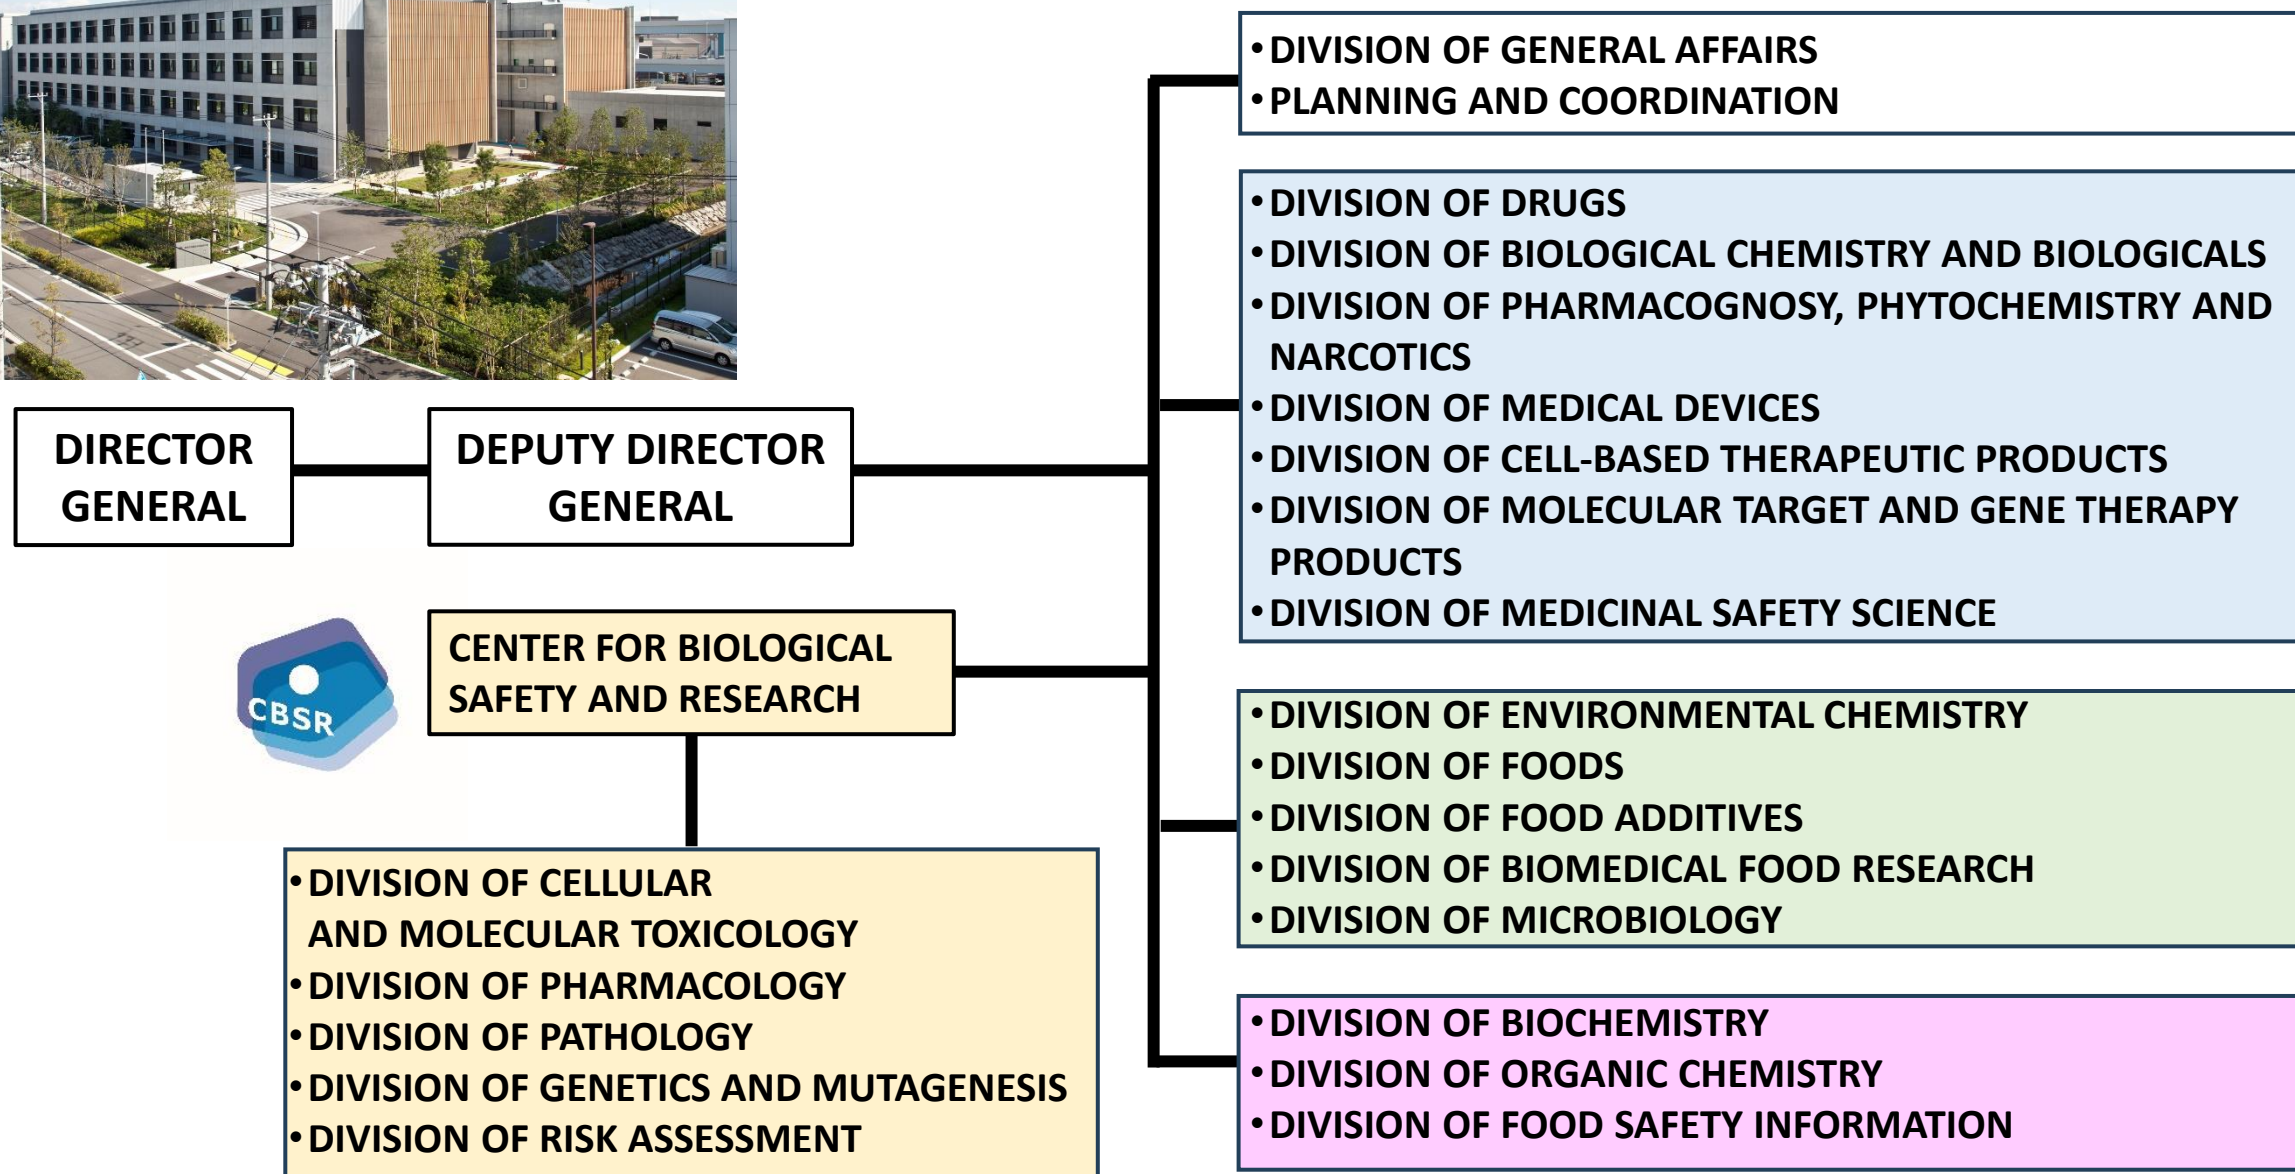 DIRECTOR
GENERAL
DEPUTY DIRECTOR
GENERAL
CBSR
CENTER FOR BIOLOGICAL
SAFETY AND RESEARCH
•DIVISION OF CELLULAR
AND MOLECULAR TOXICOLOGY
•DIVISION OF PHARMACOLOGY
•DIVISION OF PATHOLOGY
•DIVISION OF GENETICS AND MUTAGENESIS
•DIVISION OF RISK ASSESSMENT
•DIVISION OF GENERAL AFFAIRS
•PLANNING AND COORDINATION
•DIVISION OF DRUGS
•DIVISION OF BIOLOGICAL CHEMISTRY AND BIOLOGICALS
•DIVISION OF PHARMACOGNOSY, PHYTOCHEMISTRY AND
NARCOTICS
•DIVISION OF MEDICAL DEVICES
•DIVISION OF CELL-BASED THERAPEUTIC PRODUCTS
•DIVISION OF MOLECULAR TARGET AND GENE THERAPY
PRODUCTS
•DIVISION OF MEDICINAL SAFETY SCIENCE
•DIVISION OF ENVIRONMENTAL CHEMISTRY
•DIVISION OF FOODS
•DIVISION OF FOOD ADDITIVES
•DIVISION OF BIOMEDICAL FOOD RESEARCH
•DIVISION OF MICROBIOLOGY
•DIVISION OF BIOCHEMISTRY
•DIVISION OF ORGANIC CHEMISTRY
•DIVISION OF FOOD SAFETY INFORMATION